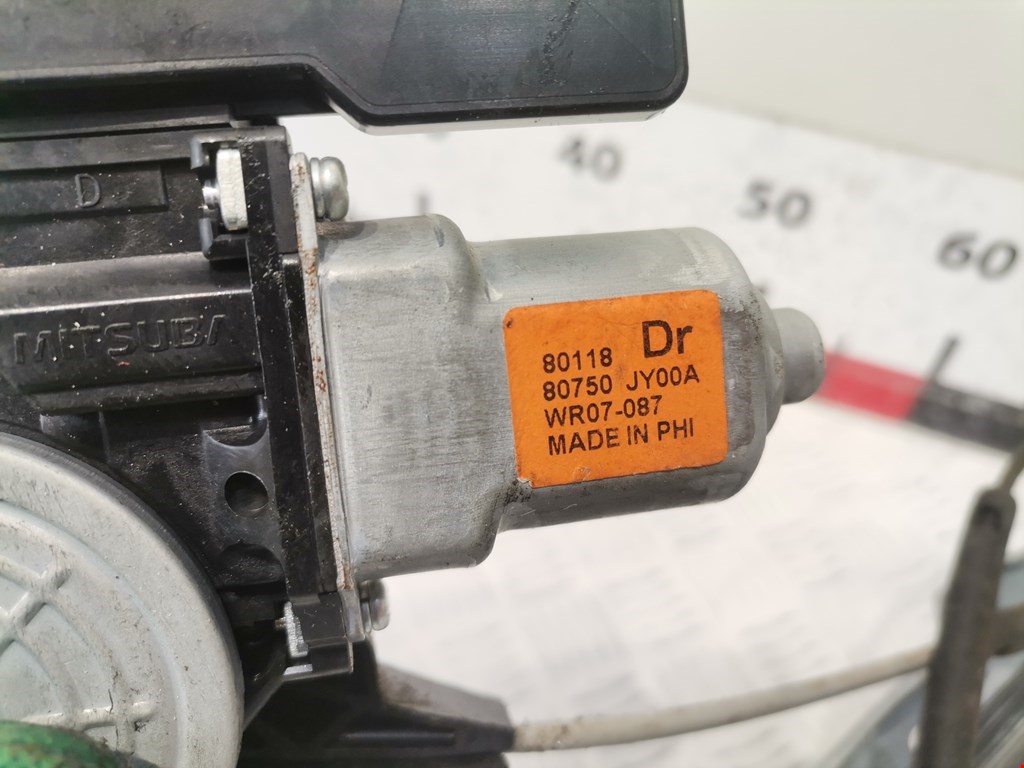 40
50
60
D
MITSUBA
Dr
80118
80750 JY00A
WR07-087
MADE IN PHI